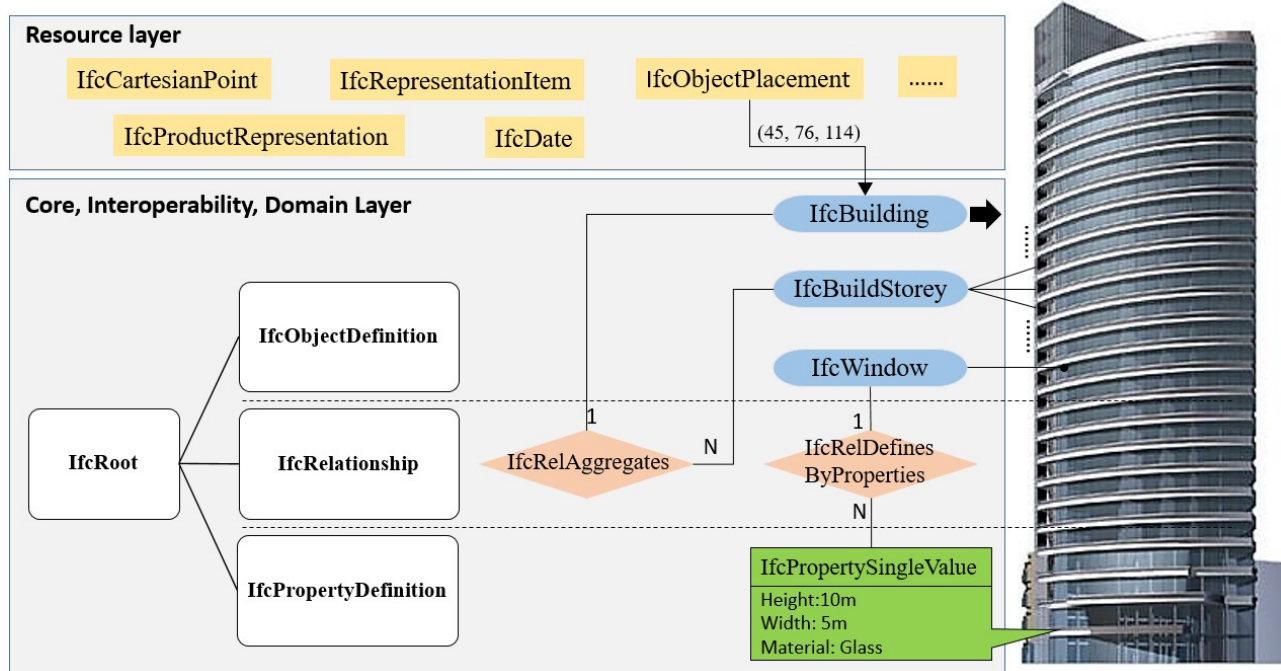 Resource layer
IfcCartesianPoint
IfcRepresentationItem
IfcObjectPlacement
......
IfcProductRepresentation
IfcDate
(45, 76, 114)
Core, Interoperability, Domain Layer
IfcBuilding
IfcBuildStorey
IfcWindow
IfcObjectDefinition
IfcRoot
IfcRelationship
IfcPropertyDefinition
1
IfcRelAggregates
N
1
IfcRelDefines
ByProperties
N
IfcPropertySingleValue
Height:10m
Width: 5m
Material: Glass